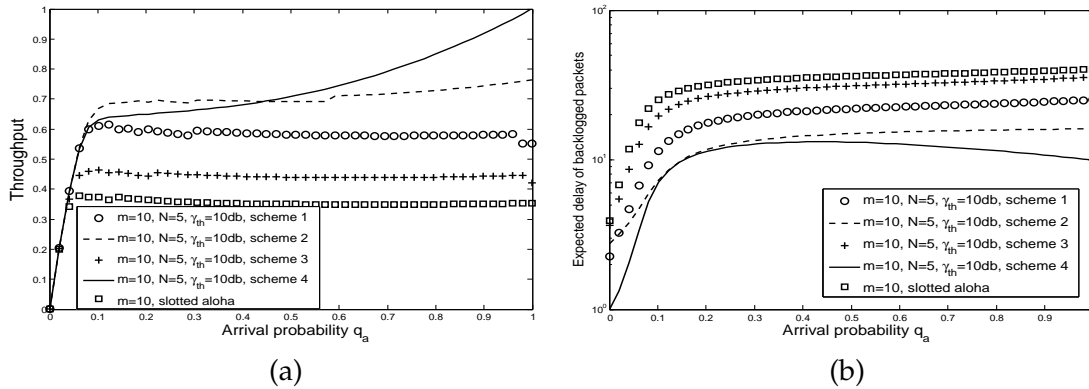 1
0.9
0.8
0.7
0.6
0.5
0.4
0.3
0.2
0.1
0
Throughput
m=10, N=5, γth=10db, scheme 1
m=10, N=5, γth=10db, scheme 2
m=10, N=5, γth=10db, scheme 3
m=10, N=5, γth=10db, scheme 4
m=10, slotted aloha
0 0.1 0.2 0.3 0.4 0.5 0.6 0.7 0.8 0.9 1
Arrival probability qa
(a)
10²
10¹
10⁰
Expected delay of backlogged packets
m=10, N=5, γth=10db, scheme 1
m=10, N=5, γth=10db, scheme 2
m=10, N=5, γth=10db, scheme 3
m=10, N=5, γth=10db, scheme 4
m=10, slotted aloha
0 0.1 0.2 0.3 0.4 0.5 0.6 0.7 0.8 0.9
Arrival probability qa
(b)